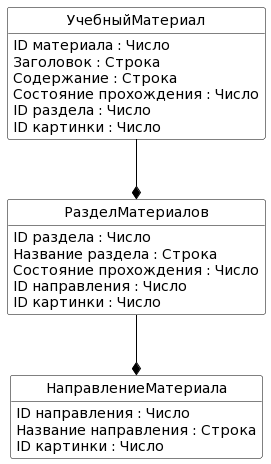 УчебныйМатериал
ID материала : Число
Заголовок : Строка
Содержание : Строка
Состояние прохождения : Число
ID раздела : Число
ID картинки : Число
РазделМатериалов
ID раздела : Число
Название раздела : Строка
Состояние прохождения : Число
ID направления : Число
ID картинки : Число
НаправлениеМатериала
ID направления : Число
Название направления : Строка
ID картинки : Число